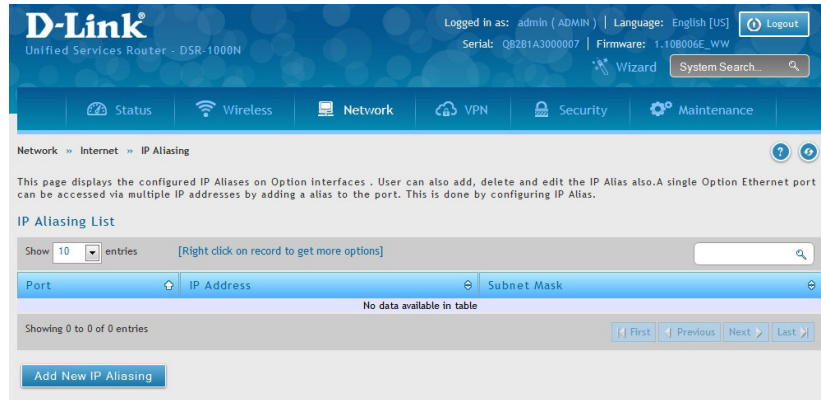 D-Link®
Unified Services Router - DSR-1000N
Logged in as: admin ( ADMIN ) | Language: English [US]
Logout
Serial: QB2B1A3000007 | Firmware: 1.10B006E_WW
Wizard
System Search...
Status
Wireless
Network
VPN
Security
Maintenance
Network » Internet » IP Aliasing
This page displays the configured IP Aliases on Option interfaces . User can also add, delete and edit the IP Alias also.A single Option Ethernet port
can be accessed via multiple IP addresses by adding a alias to the port. This is done by configuring IP Alias.
IP Aliasing List
Show 10 entries [Right click on record to get more options]
Port IP Address Subnet Mask
No data available in table
Showing 0 to 0 of 0 entries
First Previous Next Last
Add New IP Aliasing